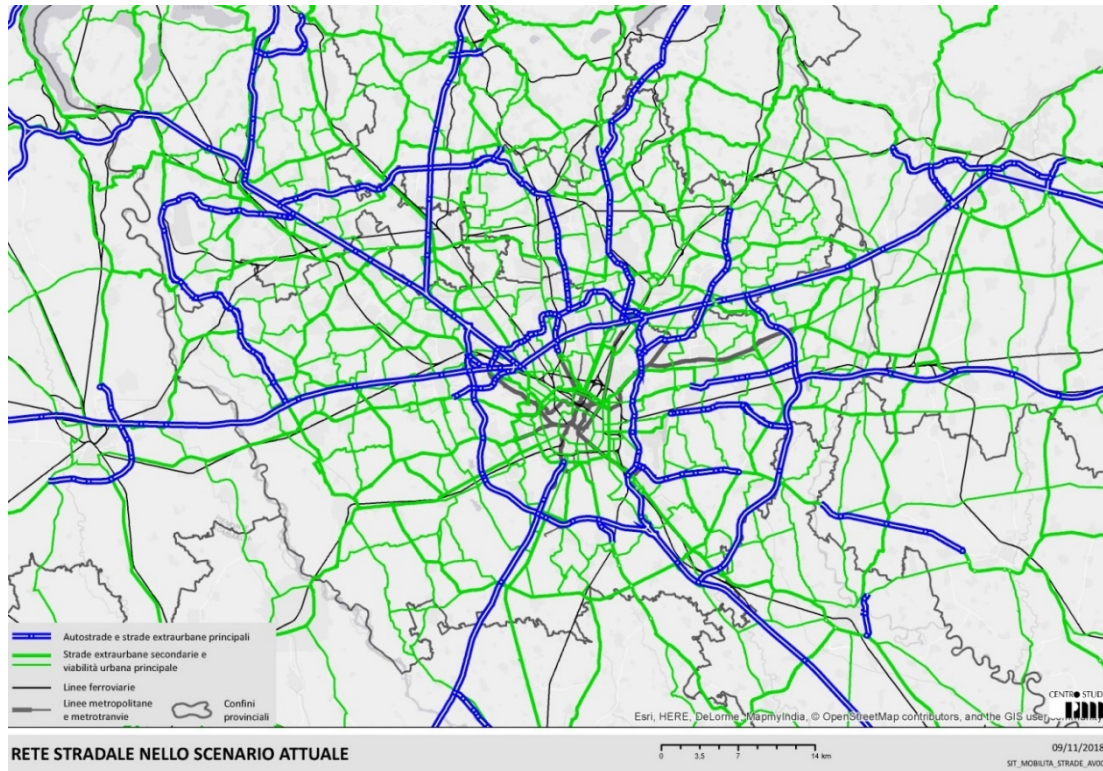 Autostrade e strade extraurbane principali
Strade extraurbane secondarie e
viabilità urbana principale
Linee ferroviarie
Linee metropolitane
e metrotranvie
Confini
provinciali
CENTRO STUDI
PIM
Esri, HERE, DeLorme, MapmyIndia, © OpenStreetMap contributors, and the GIS user community
RETE STRADALE NELLO SCENARIO ATTUALE
0 3,5 7 14 km
09/11/2018
SIT_MOBILITA_STRADE_AV00